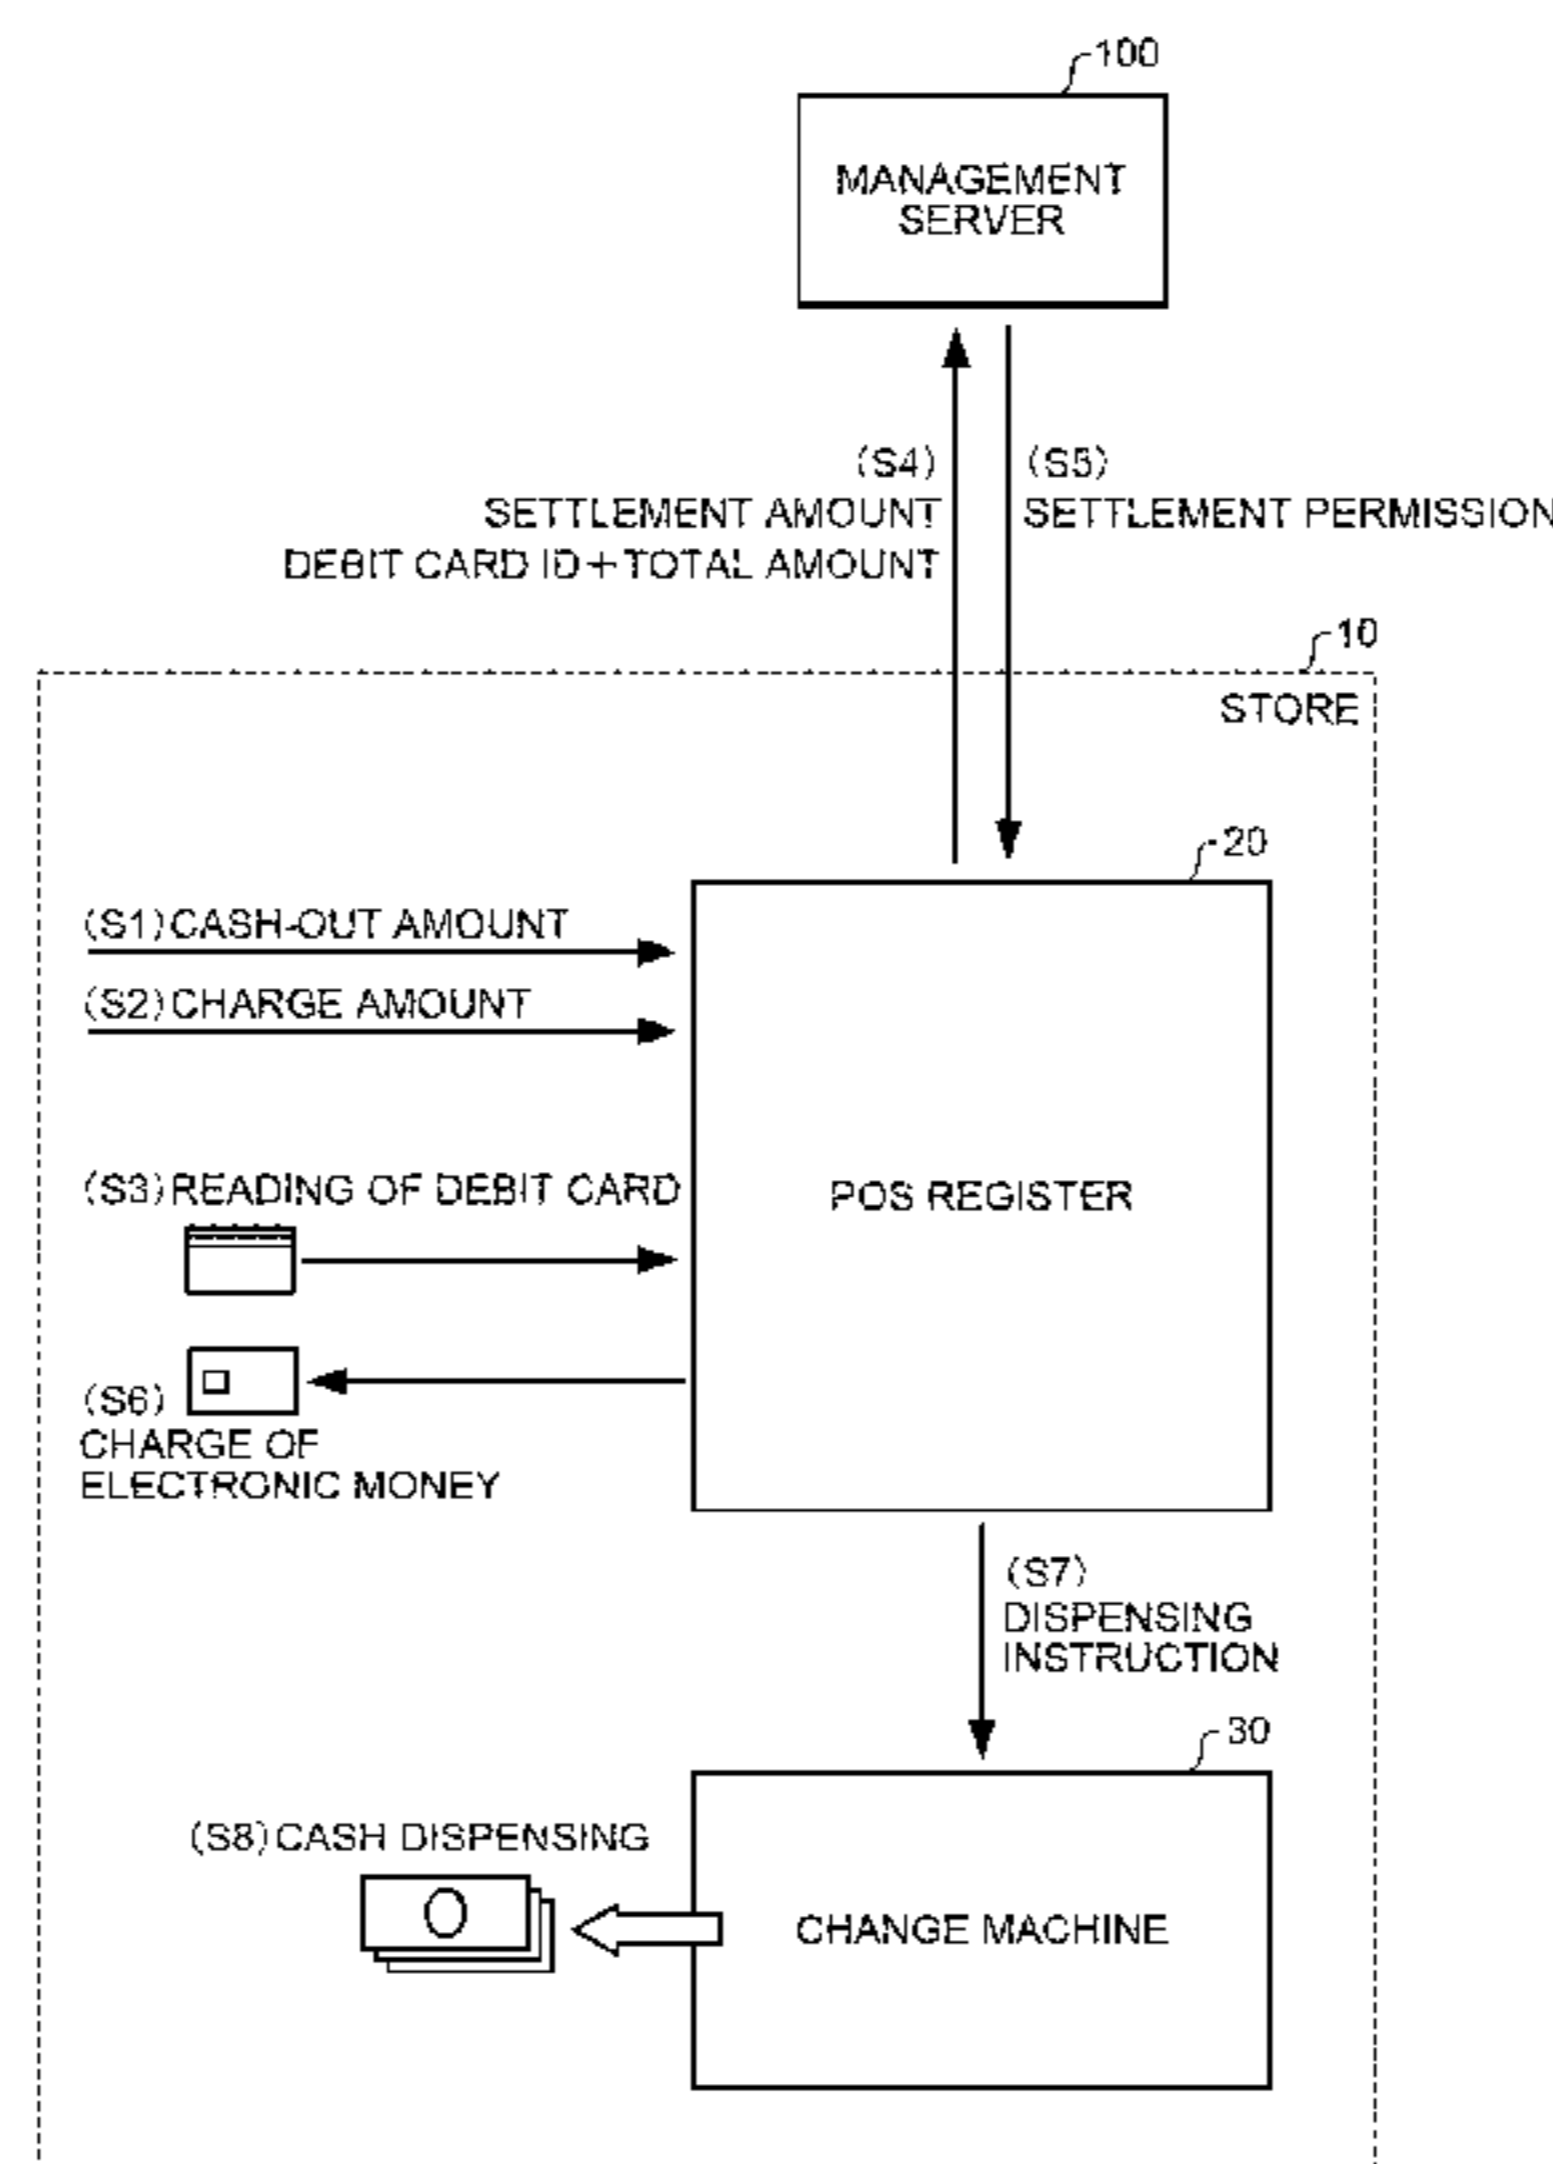 100
MANAGEMENT
SERVER
(S4)
SETTLEMENT AMOUNT
DEBIT CARD ID+TOTAL AMOUNT
(S5)
SETTLEMENT PERMISSION
10
STORE
20
(S1)CASH-OUT AMOUNT
(S2)CHARGE AMOUNT
(S3)READING OF DEBIT CARD
POS REGISTER
(S6)
CHARGE OF
ELECTRONIC MONEY
(S7)
DISPENSING
INSTRUCTION
30
(S8)CASH DISPENSING
CHANGE MACHINE